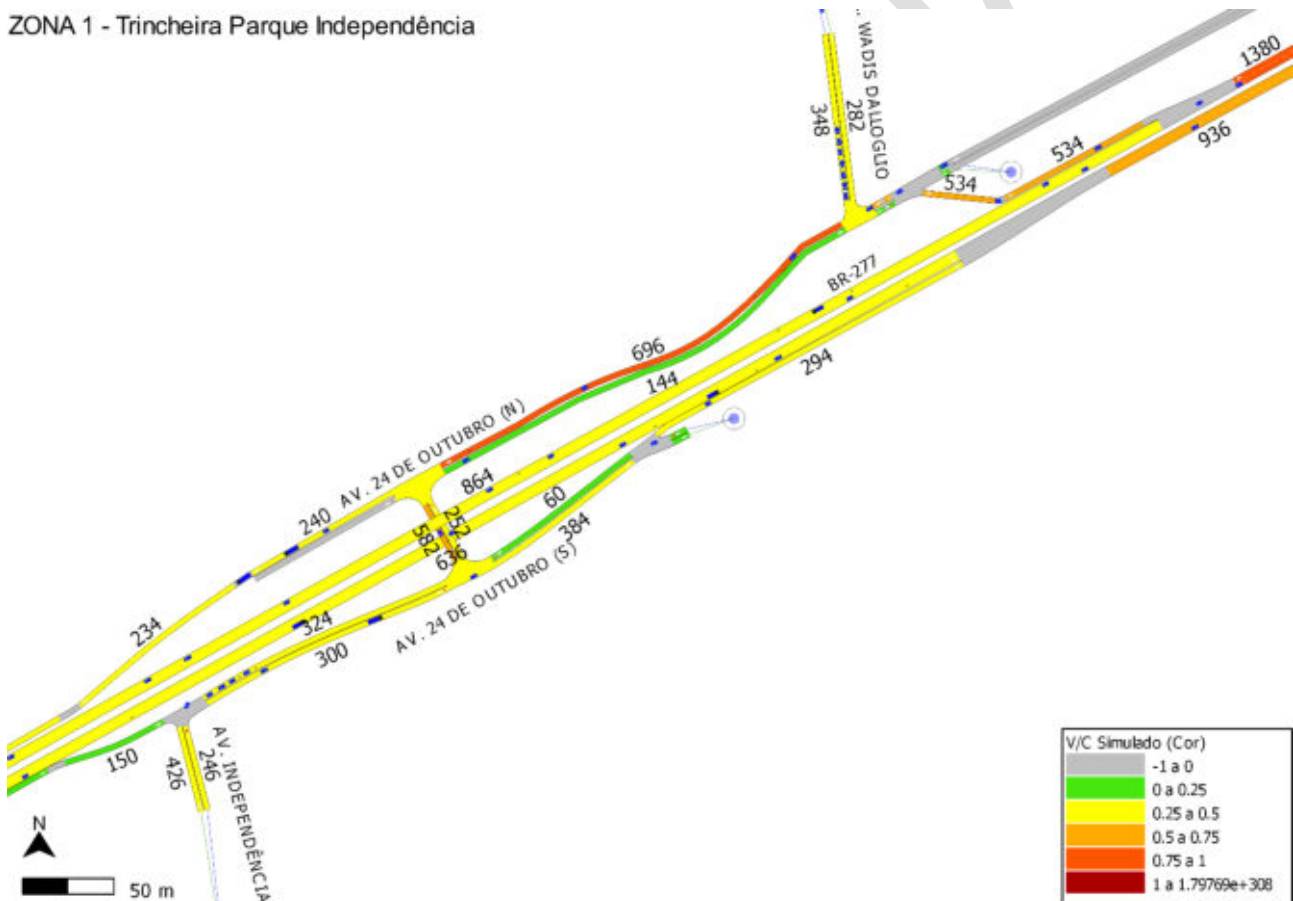 ZONA 1 - Trincheira Parque Independência
. WADIS DALLOGLIO
348
282
1380
534
936
534
BR-277
696
144
294
AV. 24 DE OUTUBRO (N)
864
240
252
582
636
60
384
AV. 24 DE OUTUBRO (S)
234
324
300
150
AV. INDEPENDÊNCIA
246
426
N
50 m
V/C Simulado (Cor)
-1 a 0
0 a 0.25
0.25 a 0.5
0.5 a 0.75
0.75 a 1
1 a 1.79769e+308